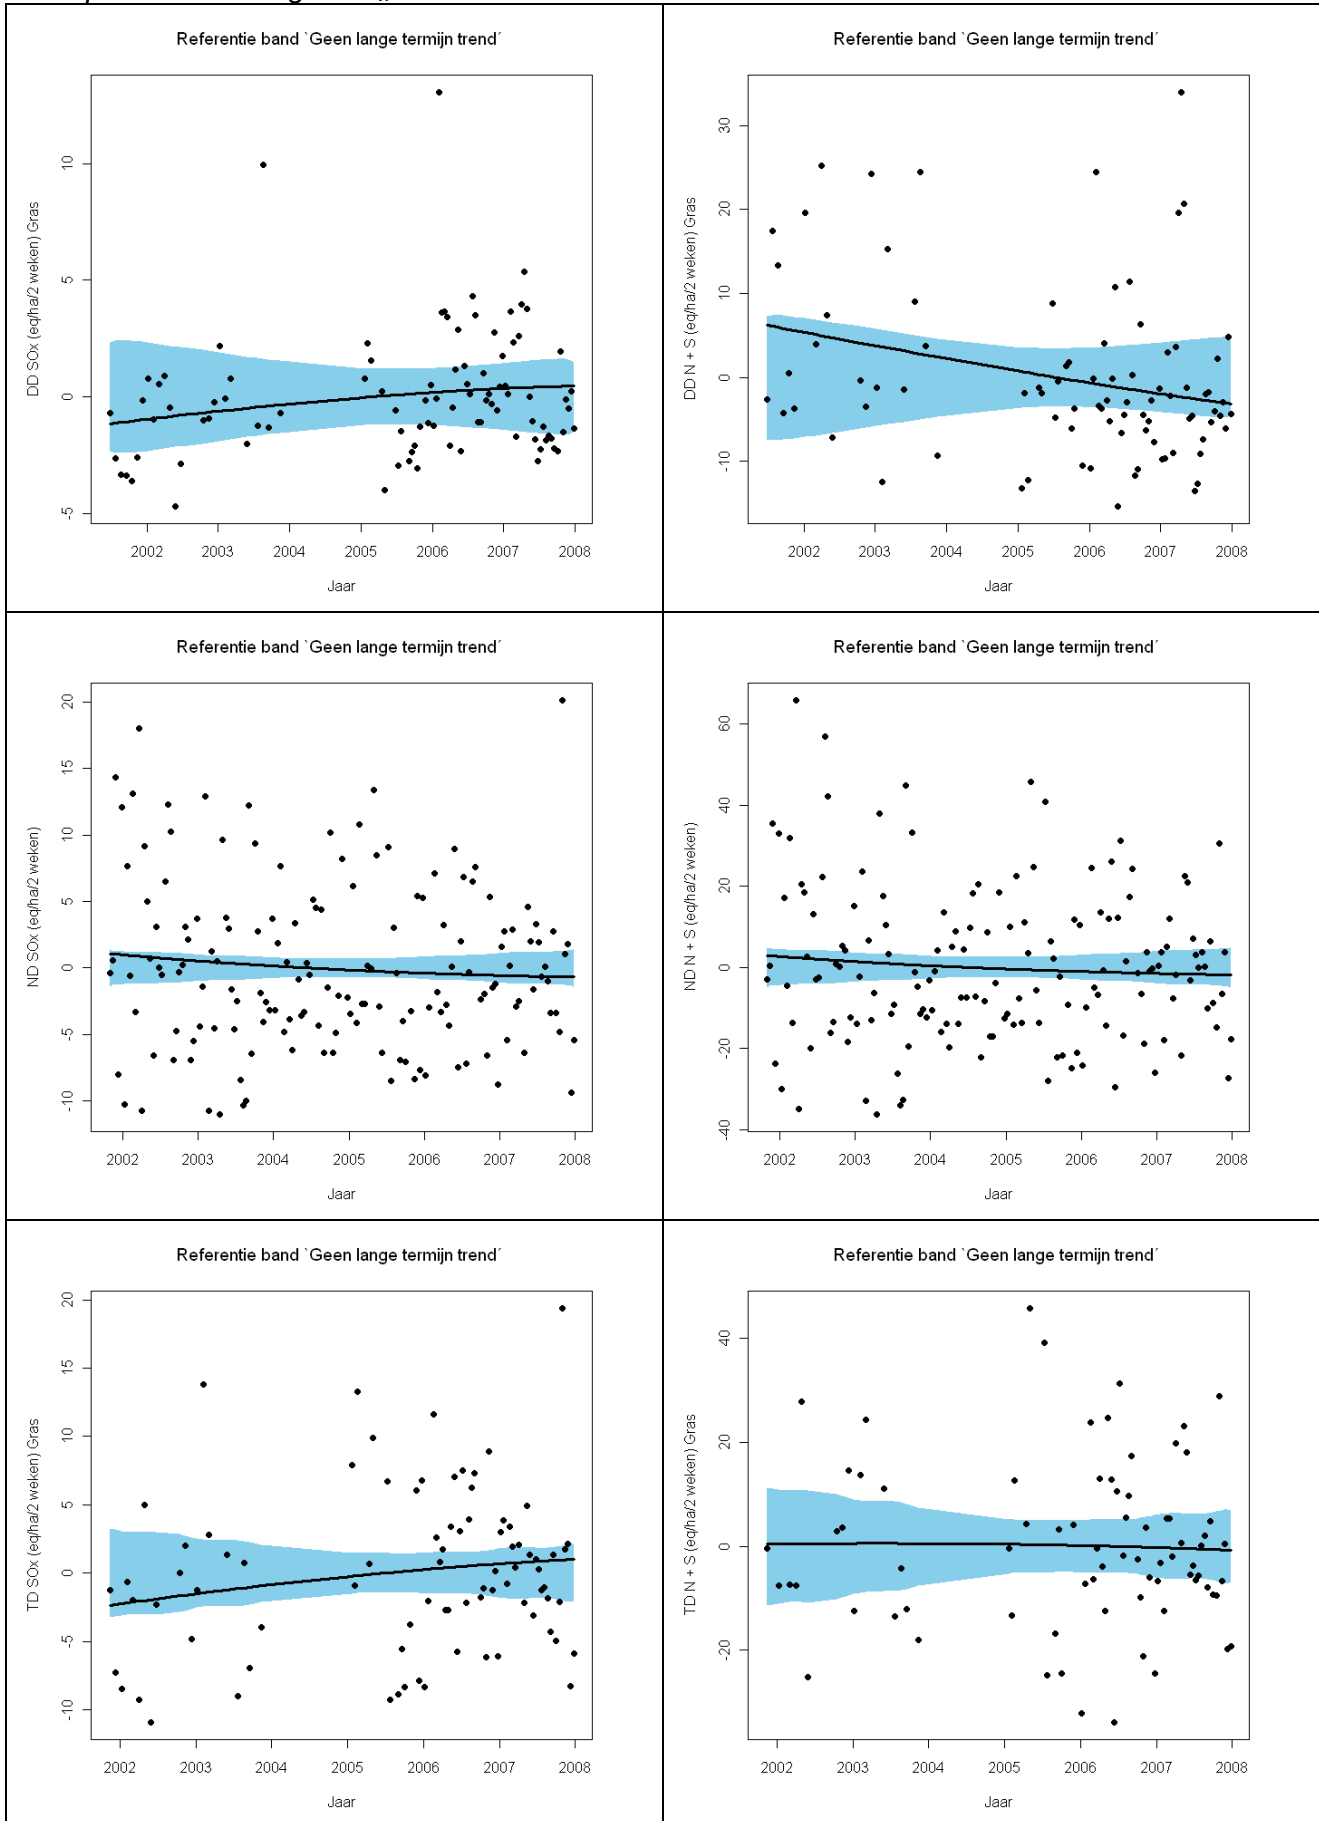 Referentie band `Geen lange termijn trend´
DD SOx (eq/ha/2 weken) Gras
10
5
0
-5
2002 2003 2004 2005 2006 2007 2008
Jaar
Referentie band `Geen lange termijn trend´
DD N + S (eq/ha/2 weken) Gras
30
20
10
0
-10
2002 2003 2004 2005 2006 2007 2008
Jaar
Referentie band `Geen lange termijn trend´
ND SOx (eq/ha/2 weken)
20
15
10
5
0
-5
-10
2002 2003 2004 2005 2006 2007 2008
Jaar
Referentie band `Geen lange termijn trend´
ND N + S (eq/ha/2 weken)
60
40
20
0
-20
-40
2002 2003 2004 2005 2006 2007 2008
Jaar
Referentie band `Geen lange termijn trend´
TD SOx (eq/ha/2 weken) Gras
20
15
10
5
0
-5
-10
2002 2003 2004 2005 2006 2007 2008
Jaar
Referentie band `Geen lange termijn trend´
TD N + S (eq/ha/2 weken) Gras
40
20
0
-20
2002 2003 2004 2005 2006 2007 2008
Jaar